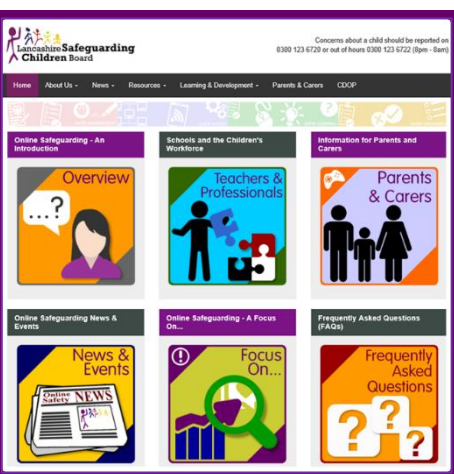 Lancashire Safeguarding
Children Board
Concerns about a child should be reported on
0300 123 6720 or out of hours 0300 123 6722 (8pm - 8am)
Home About Us News Resources Learning & Development Parents & Carers CDOP
Online Safeguarding - An
Introduction
Schools and the Children's
Workforce
Information for Parents and
Carers
Overview
...?
Teachers &
Professionals
Parents
& Carers
Online Safeguarding News &
Events
Online Safeguarding - A Focus
On...
Frequently Asked Questions
(FAQs)
News &
Events
Online
Safety NEWS
Focus
On...
Frequently
Asked
Questions
? ? ?